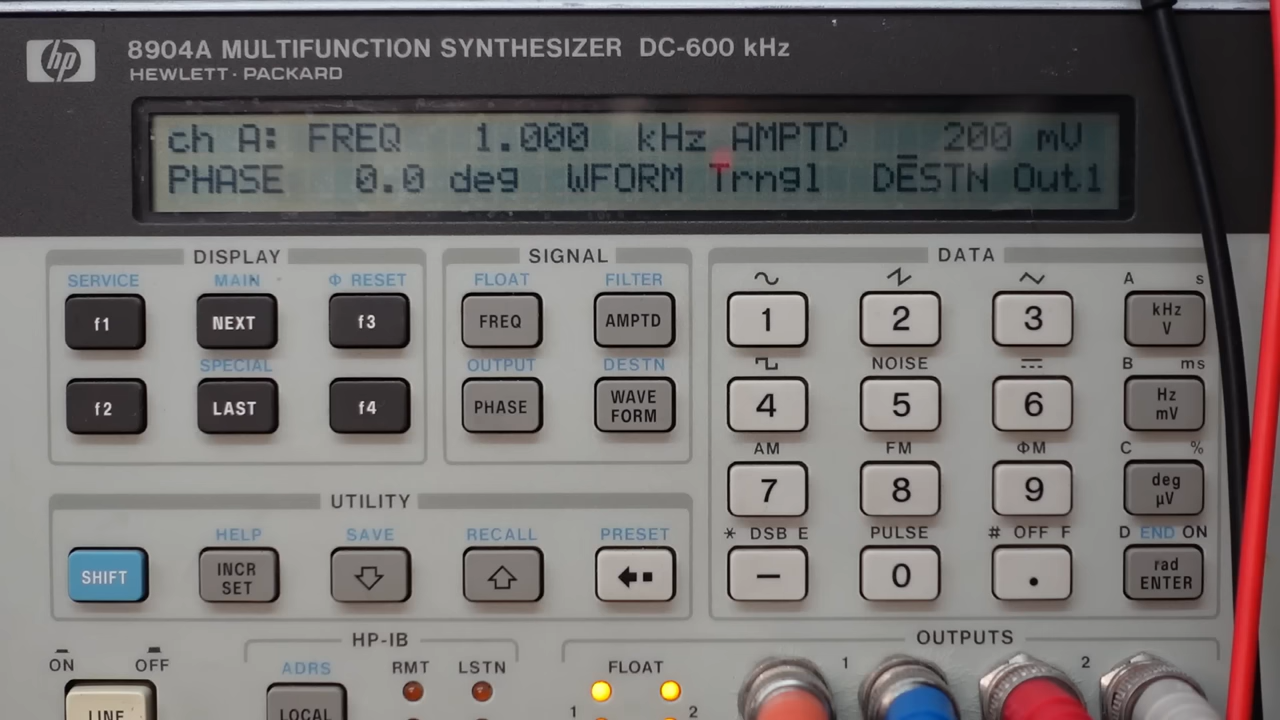 hp 8904A MULTIFUNCTION SYNTHESIZER DC-600 kHz
HEWLETT·PACKARD
ch A: FREQ 1.000 kHz AMPTD 200 mV
PHASE 0.0 deg WFORM Trngl DESTN Out1
DISPLAY
SERVICE MAIN Φ RESET
f1 NEXT f3
SPECIAL
f2 LAST f4
SIGNAL
FLOAT FILTER
FREQ AMPTD
OUTPUT DESTN
PHASE WAVE
FORM
DATA
A s
1 2 3 kHz
V
NOISE B ms
4 5 6 Hz
mV
AM FM ΦM C %
7 8 9 deg
µV
* DSB E PULSE # OFF F D END ON
– 0 . rad
ENTER
UTILITY
HELP SAVE RECALL PRESET
SHIFT INCR
SET
ON OFF
LINE
HP-IB
ADRS RMT LSTN
LOCAL
FLOAT
1 2
OUTPUTS
1 2